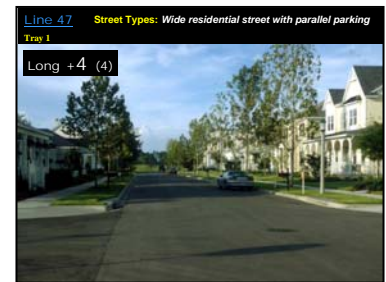 Line 47
Street Types: Wide residential street with parallel parking
Tray 1
Long +4 (4)